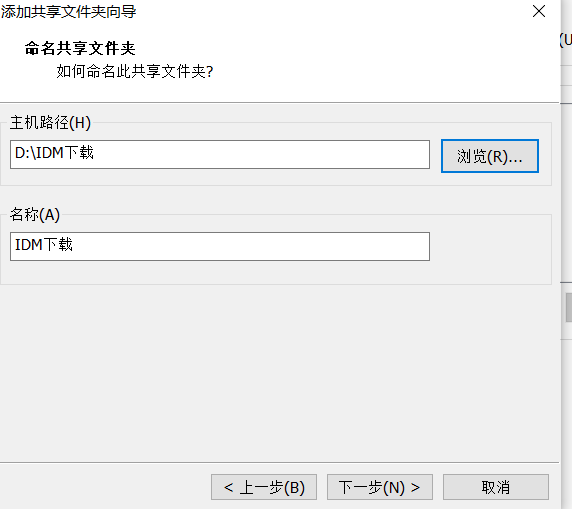 添加共享文件夹向导
(U
命名共享文件夹
如何命名此共享文件夹?
主机路径(H)
D:\IDM下载
浏览(R)...
名称(A)
IDM下载
< 上一步(B)
下一步(N) >
取消